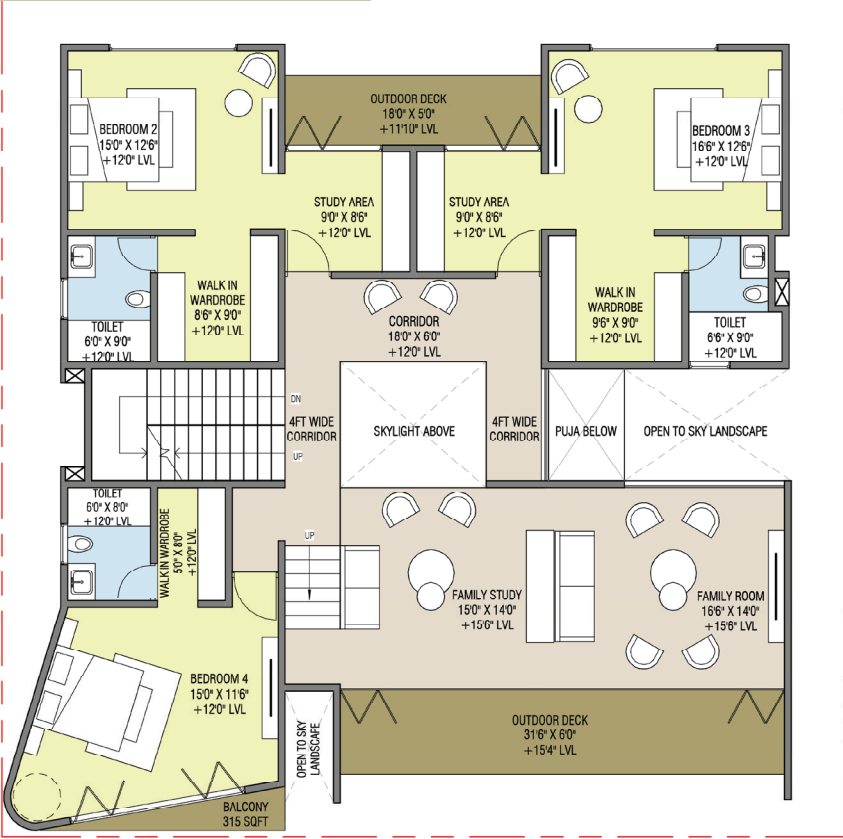 OUTDOOR DECK
18'0" X 5'0"
+11'10" LVL
BEDROOM 2
15'0" X 12'6"
+12'0" LVL
BEDROOM 3
16'6" X 12'6"
+12'0" LVL
STUDY AREA
9'0" X 8'6"
+12'0" LVL
STUDY AREA
9'0" X 8'6"
+12'0" LVL
WALK IN
WARDROBE
8'6" X 9'0"
+12'0" LVL
WALK IN
WARDROBE
9'6" X 9'0"
+12'0" LVL
TOILET
6'0" X 9'0"
+12'0" LVL
CORRIDOR
18'0" X 6'0"
+12'0" LVL
TOILET
6'6" X 9'0"
+12'0" LVL
DN
UP
4FT WIDE
CORRIDOR
SKYLIGHT ABOVE
4FT WIDE
CORRIDOR
PUJA BELOW
OPEN TO SKY LANDSCAPE
TOILET
6'0" X 8'0"
+12'0" LVL
WALK IN WARDROBE
5'0" X 8'0"
+12'0" LVL
UP
FAMILY STUDY
15'0" X 14'0"
+15'6" LVL
FAMILY ROOM
16'6" X 14'0"
+15'6" LVL
BEDROOM 4
15'0" X 11'6"
+12'0" LVL
OPEN TO SKY
LANDSCAPE
OUTDOOR DECK
31'6" X 6'0"
+15'4" LVL
BALCONY
315 SQFT